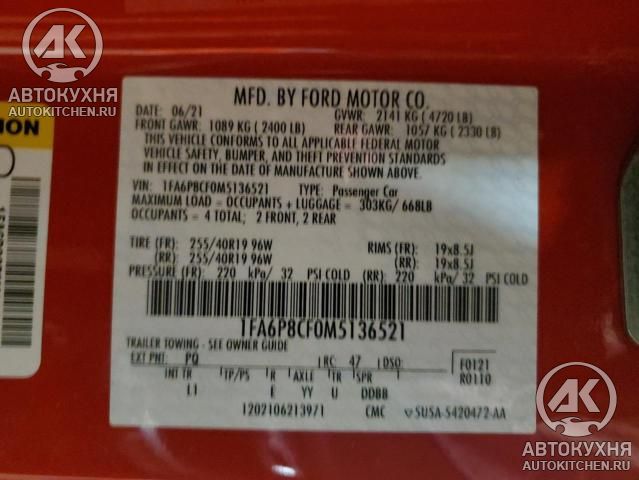 AK
АВТОКУХНЯ
AUTOKITCHEN.RU
MFD. BY FORD MOTOR CO.
DATE: 06/21 GVWR: 2141 KG ( 4720 LB)
FRONT GAWR: 1089 KG ( 2400 LB) REAR GAWR: 1057 KG ( 2330 LB)
THIS VEHICLE CONFORMS TO ALL APPLICABLE FEDERAL MOTOR
VEHICLE SAFETY, BUMPER, AND THEFT PREVENTION STANDARDS
IN EFFECT ON THE DATE OF MANUFACTURE SHOWN ABOVE.
VIN: 1FA6P8CF0M5136521 TYPE: Passenger Car
MAXIMUM LOAD = OCCUPANTS + LUGGAGE = 303KG/ 668LB
OCCUPANTS = 4 TOTAL; 2 FRONT, 2 REAR
TIRE (FR): 255/40R19 96W RIMS (FR): 19x8.5J
(RR): 255/40R19 96W (RR): 19x8.5J
PRESSURE (FR): 220 kPa/ 32 PSI COLD (RR): 220 kPa/ 32 PSI COLD
1FA6P8CF0M5136521
TRAILER TOWING - SEE OWNER GUIDE
EXT PNT: PQ RC: 47 DSO: F0121
INT TR TP/PS R AXLE TR SPR R0110
L1 E YY U DDBB
CMC
AK
АВТОКУХНЯ
AUTOKITCHEN.RU